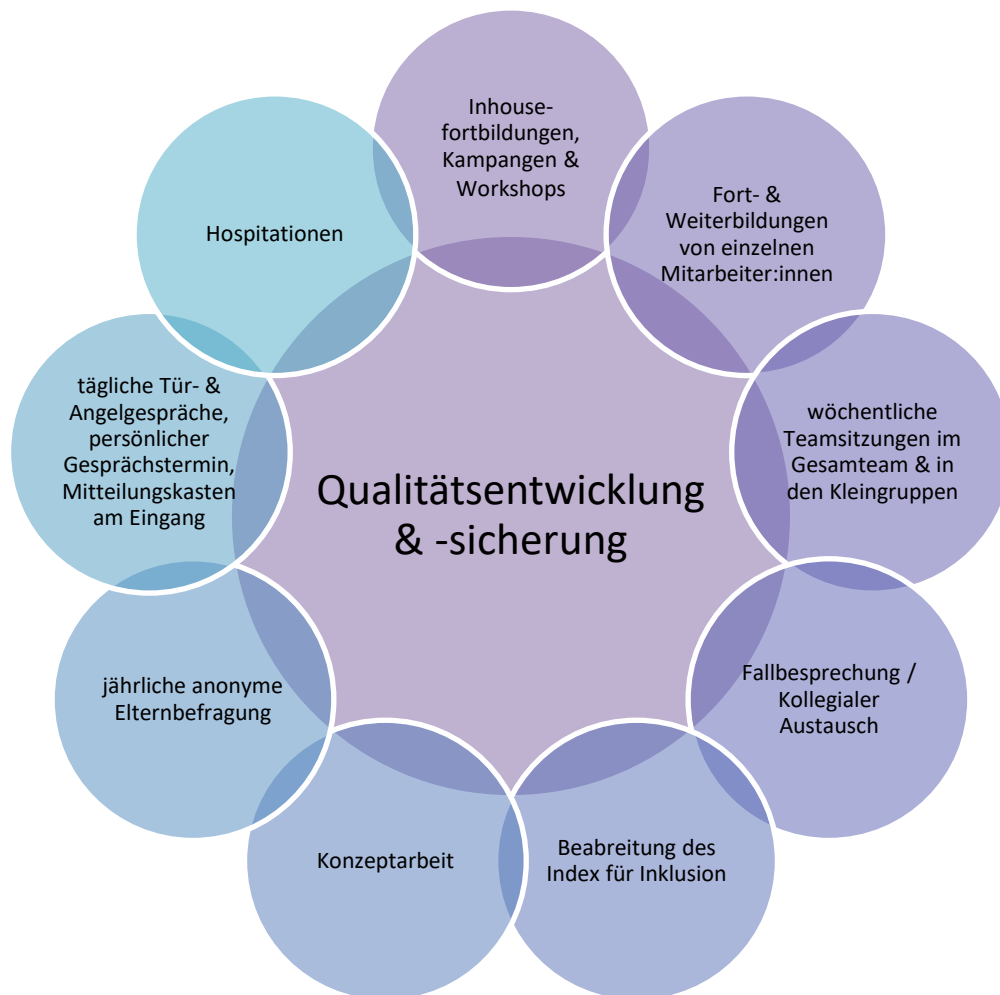 Inhouse-
fortbildungen,
Kampangen &
Workshops
Fort- &
Weiterbildungen
von einzelnen
Mitarbeiter:innen
wöchentliche
Teamsitzungen im
Gesamteam & in
den Kleingruppen
Fallbesprechung /
Kollegialer
Austausch
Beabreitung des
Index für Inklusion
Konzeptarbeit
jährliche anonyme
Elternbefragung
tägliche Tür- &
Angelgespräche,
persönlicher
Gesprächstermin,
Mitteilungskasten
am Eingang
Hospitationen
Qualitätsentwicklung
& -sicherung